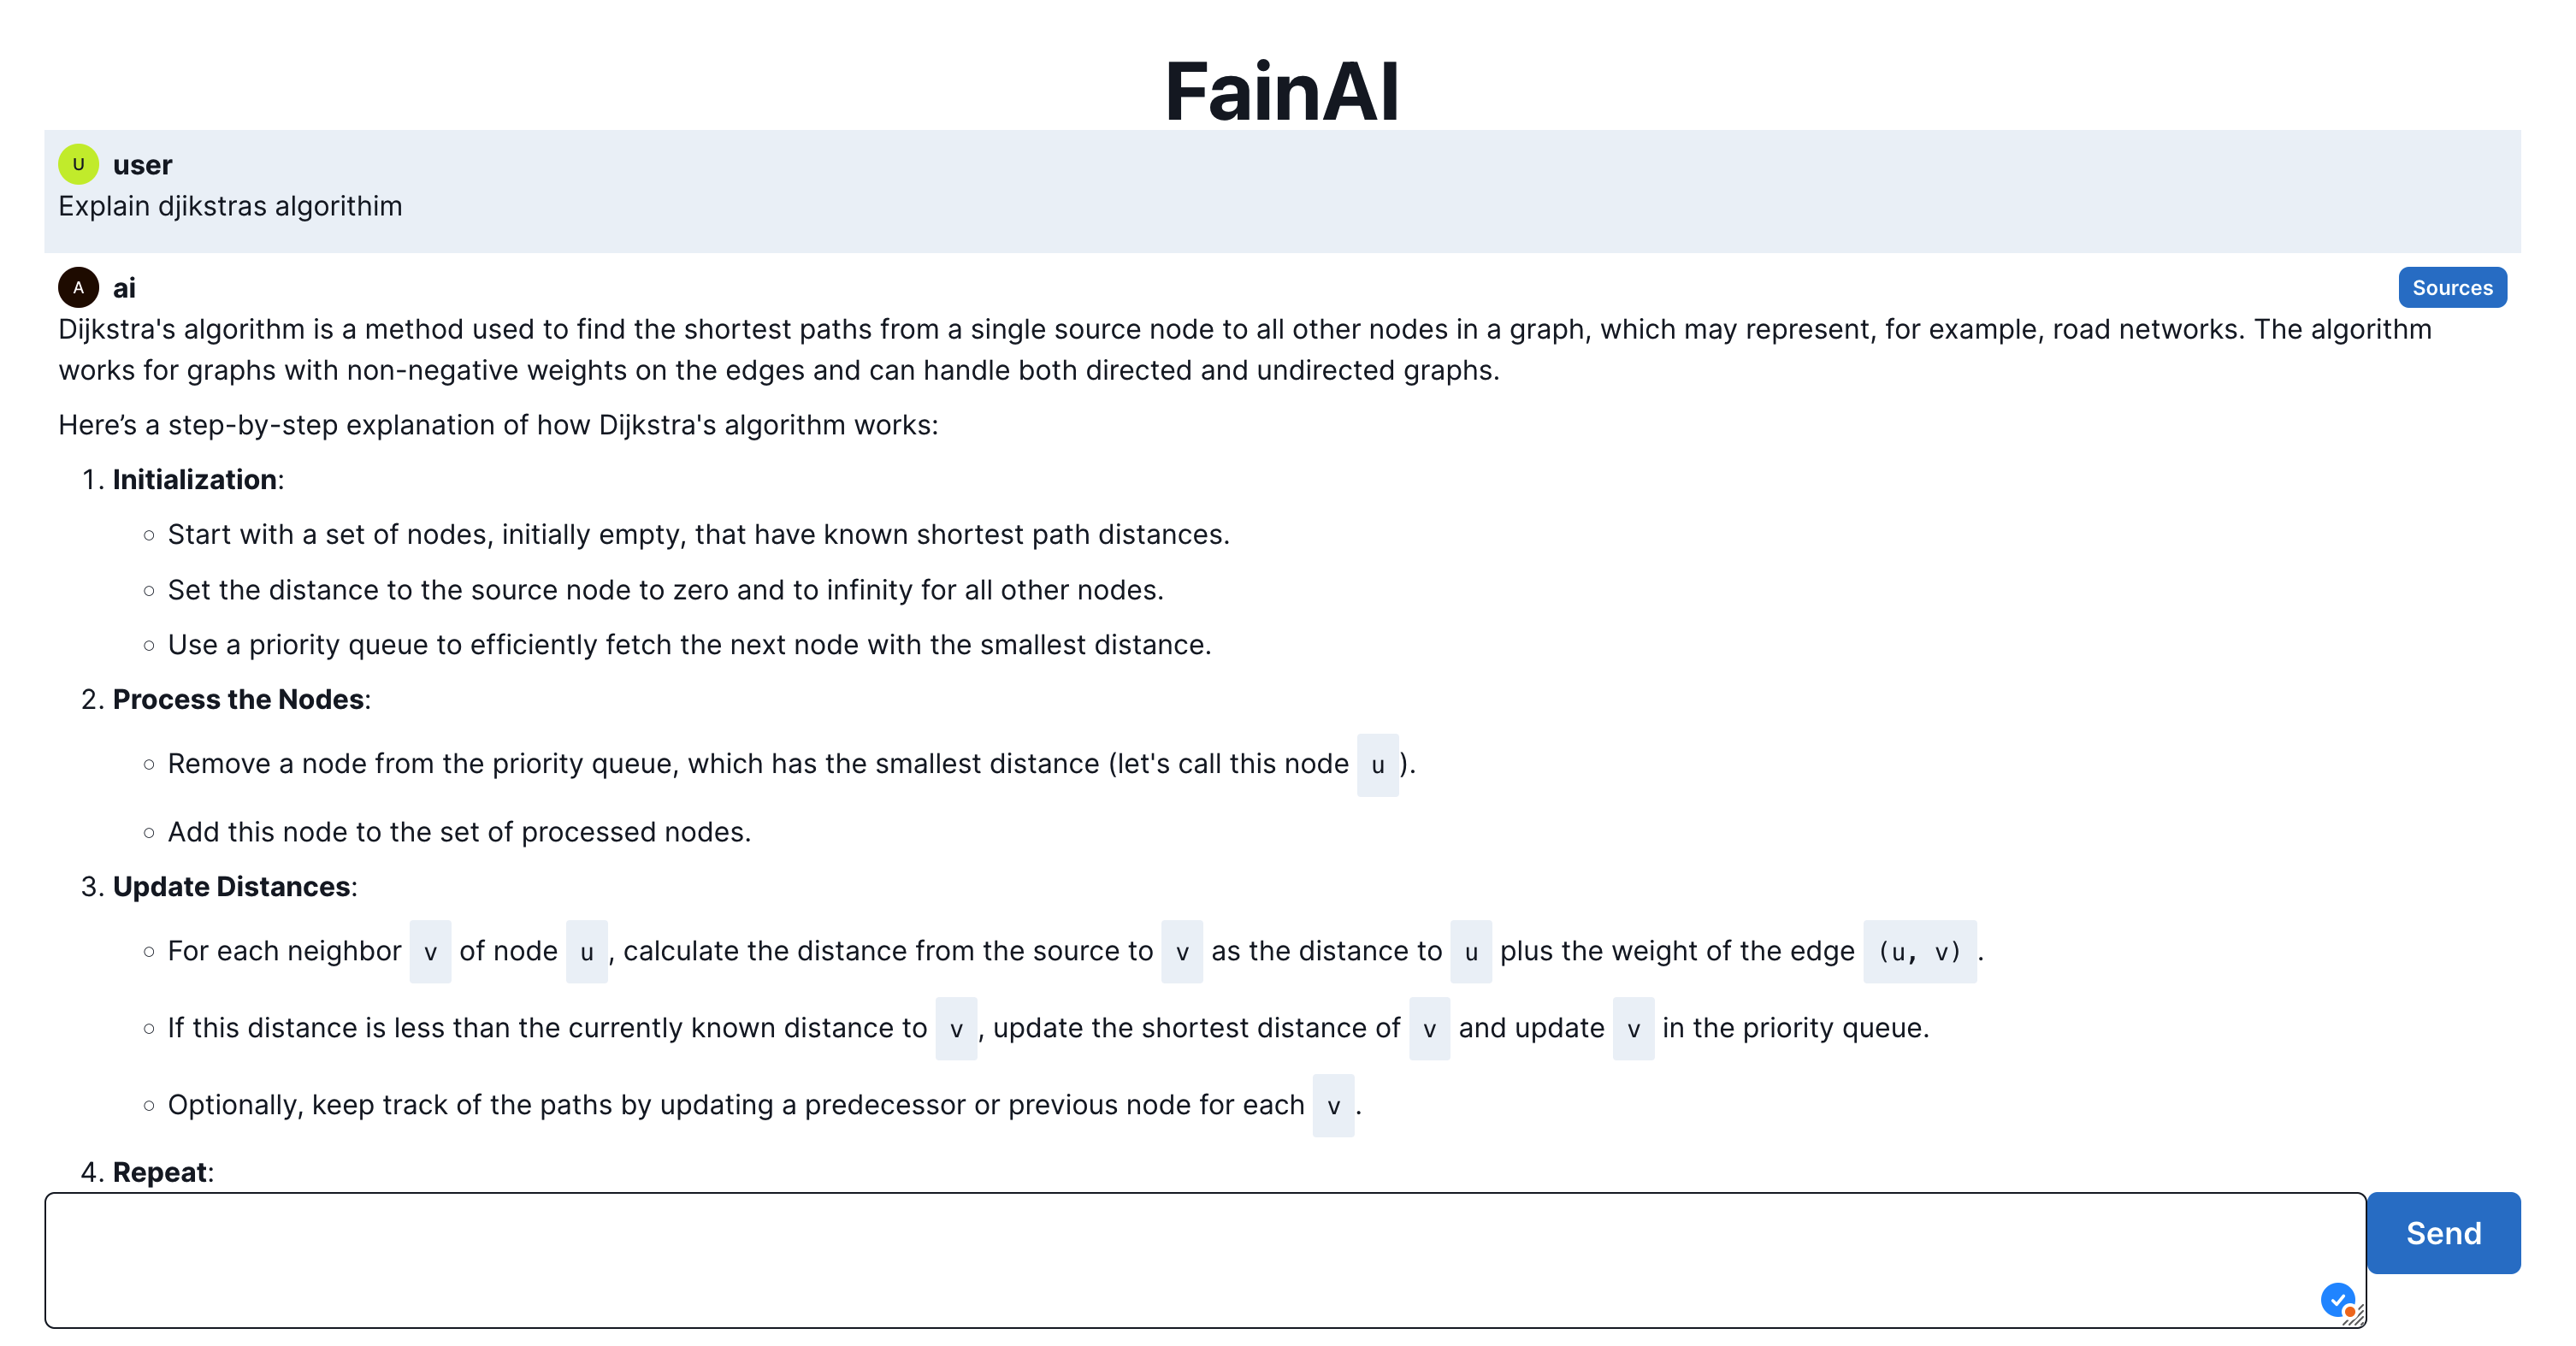 FainAI
U user
Explain djikstras algorithim
A ai
Sources
Dijkstra's algorithm is a method used to find the shortest paths from a single source node to all other nodes in a graph, which may represent, for example, road networks. The algorithm
works for graphs with non-negative weights on the edges and can handle both directed and undirected graphs.
Here’s a step-by-step explanation of how Dijkstra's algorithm works:
1. Initialization:
◦ Start with a set of nodes, initially empty, that have known shortest path distances.
◦ Set the distance to the source node to zero and to infinity for all other nodes.
◦ Use a priority queue to efficiently fetch the next node with the smallest distance.
2. Process the Nodes:
◦ Remove a node from the priority queue, which has the smallest distance (let's call this node u).
◦ Add this node to the set of processed nodes.
3. Update Distances:
◦ For each neighbor v of node u, calculate the distance from the source to v as the distance to u plus the weight of the edge (u, v).
◦ If this distance is less than the currently known distance to v, update the shortest distance of v and update v in the priority queue.
◦ Optionally, keep track of the paths by updating a predecessor or previous node for each v.
4. Repeat:
Send